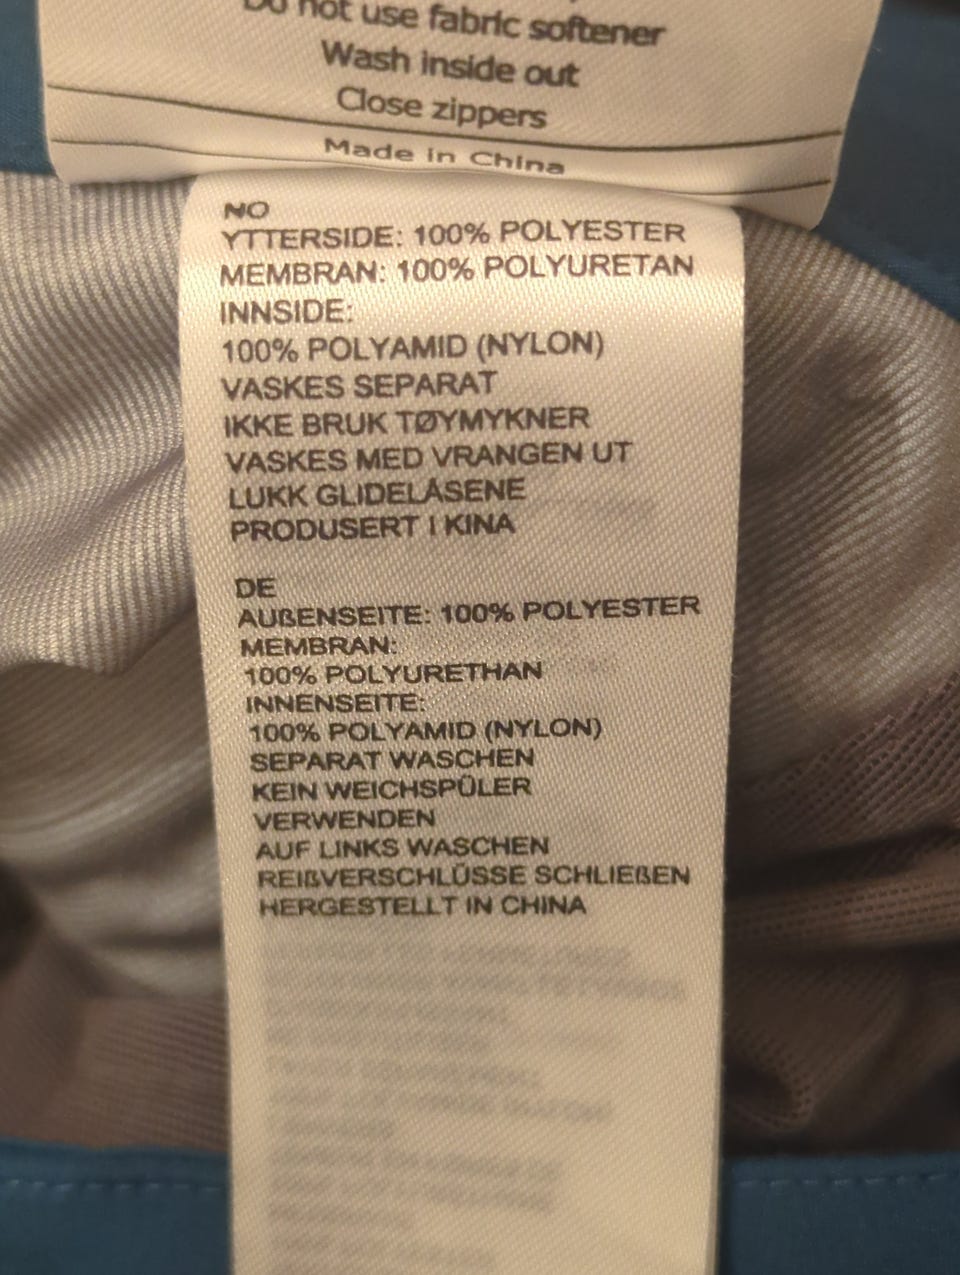 Do not use fabric softener
Wash inside out
Close zippers
Made in China
NO
YTTERSIDE: 100% POLYESTER
MEMBRAN: 100% POLYURETAN
INNSIDE:
100% POLYAMID (NYLON)
VASKES SEPARAT
IKKE BRUK TØYMYKNER
VASKES MED VRANGEN UT
LUKK GLIDELÅSENE
PRODUSERT I KINA
DE
AUßENSEITE: 100% POLYESTER
MEMBRAN:
100% POLYURETHAN
INNENSEITE:
100% POLYAMID (NYLON)
SEPARAT WASCHEN
KEIN WEICHSPÜLER
VERWENDEN
AUF LINKS WASCHEN
REIßVERSCHLÜSSE SCHLIEßEN
HERGESTELLT IN CHINA